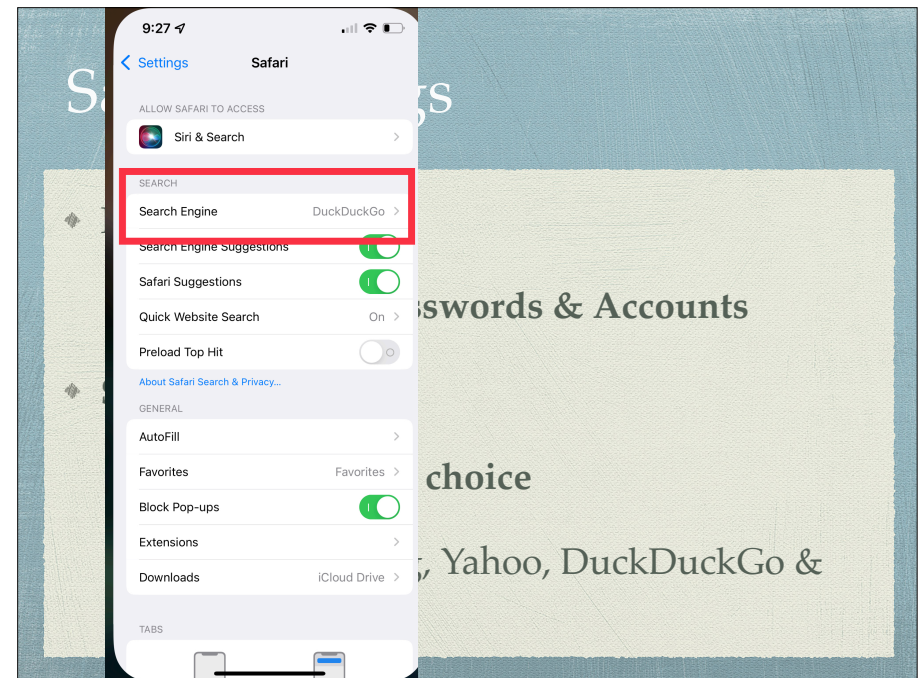 9:27
Settings Safari
ALLOW SAFARI TO ACCESS
Siri & Search
SEARCH
Search Engine DuckDuckGo
Search Engine Suggestions
Safari Suggestions
Quick Website Search On
Preload Top Hit
About Safari Search & Privacy...
GENERAL
AutoFill
Favorites Favorites
Block Pop-ups
Extensions
Downloads iCloud Drive
TABS
& Accounts
choice
, Yahoo, DuckDuckGo &